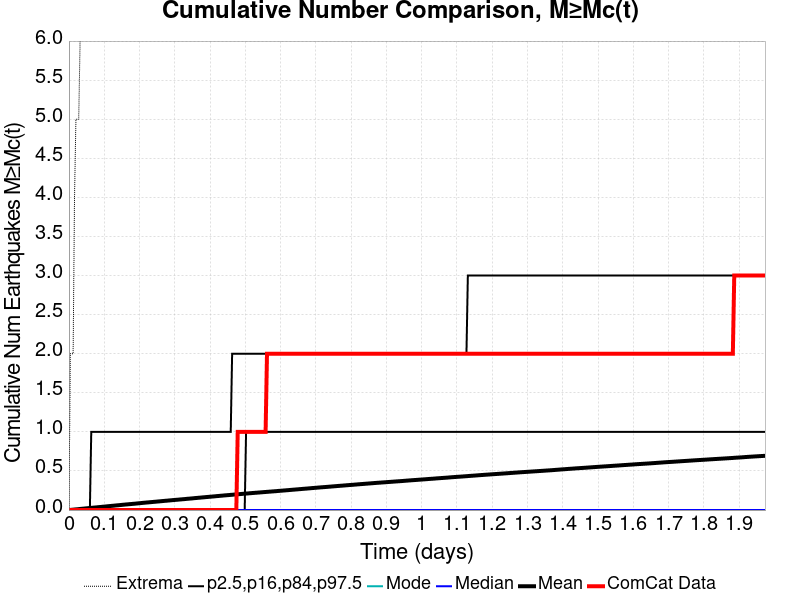 Cumulative Number Comparison, M≥Mc(t)
Cumulative Num Earthquakes M≥Mc(t)
6.0
5.5
5.0
4.5
4.0
3.5
3.0
2.5
2.0
1.5
1.0
0.5
0.0
0 0.1 0.2 0.3 0.4 0.5 0.6 0.7 0.8 0.9 1 1.1 1.2 1.3 1.4 1.5 1.6 1.7 1.8 1.9
Time (days)
Extrema p2.5,p16,p84,p97.5 Mode Median Mean ComCat Data